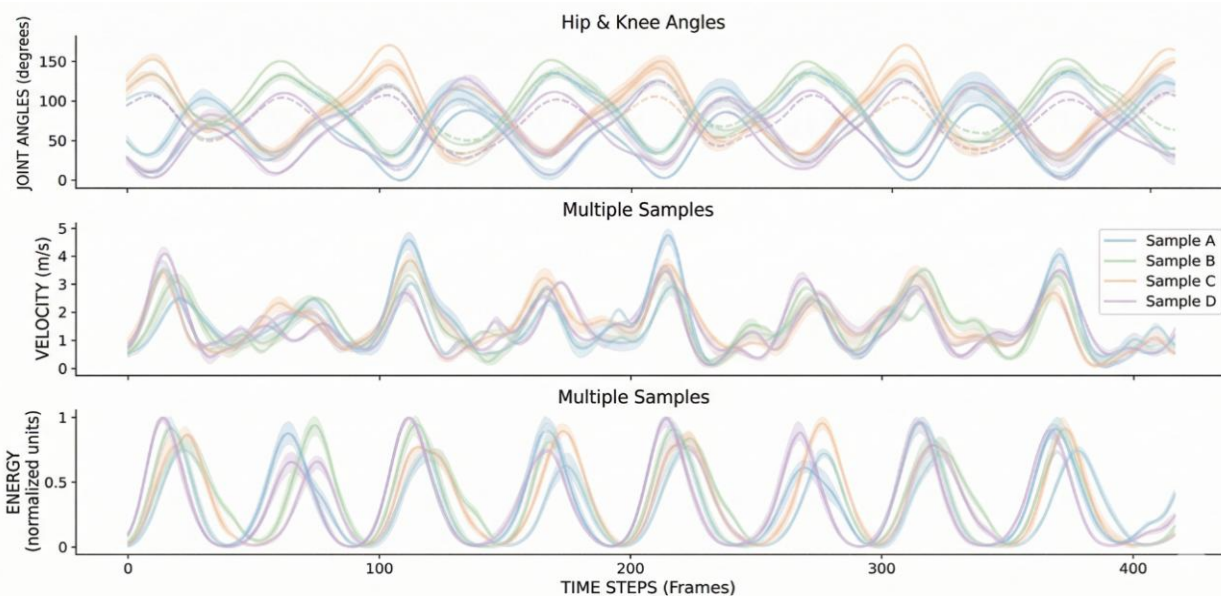 Hip & Knee Angles
JOINT ANGLES (degrees)
150
100
50
0
Multiple Samples
VELOCITY (m/s)
5
4
3
2
1
0
Sample A
Sample B
Sample C
Sample D
Multiple Samples
ENERGY
(normalized units)
1
0.5
0
0
100
200
300
400
TIME STEPS (Frames)